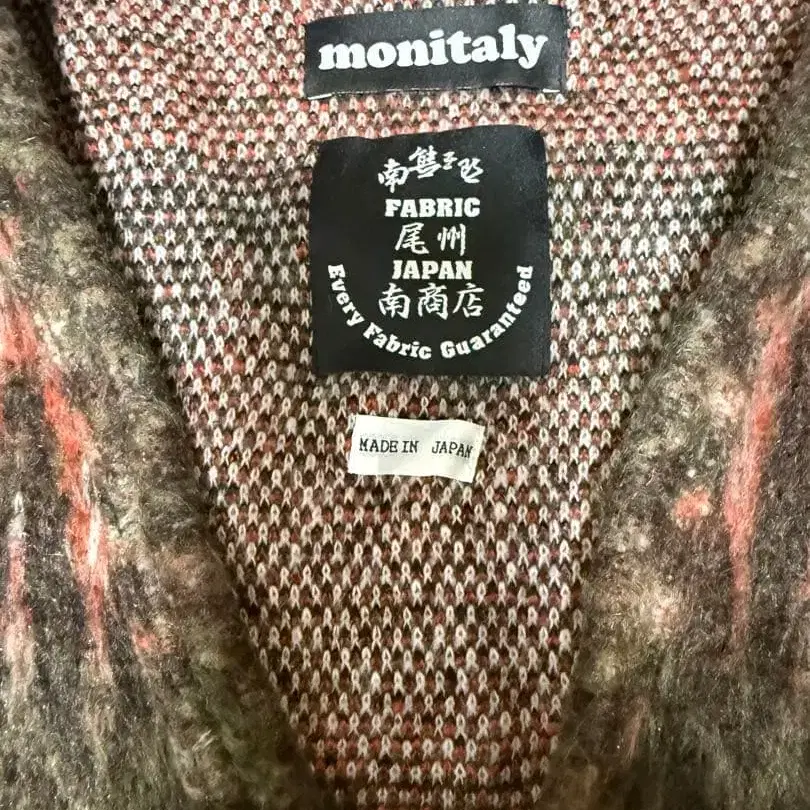 monitaly
FABRIC
尾州
JAPAN
南商店
Every Fabric Guaranteed
MADE IN JAPAN